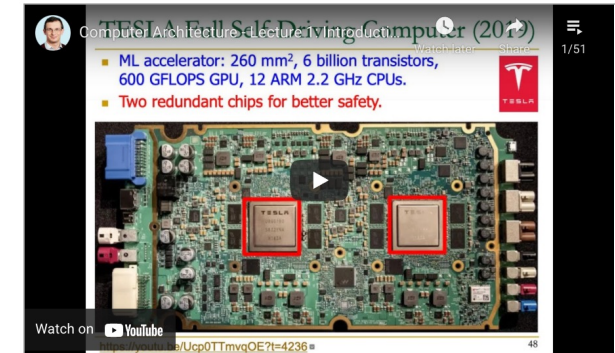 TESLA Full Self-Driving Computer (2019)
Computer Architecture - Lecture 1: Introducti...
Watch later
Share
1/51
■ ML accelerator: 260 mm², 6 billion transistors,
600 GFLOPS GPU, 12 ARM 2.2 GHz CPUs.
■ Two redundant chips for better safety.
TESLA
TESLA
TESLA
Watch on YouTube
https://youtu.be/Ucp0TTmvqOE?t=4236
48